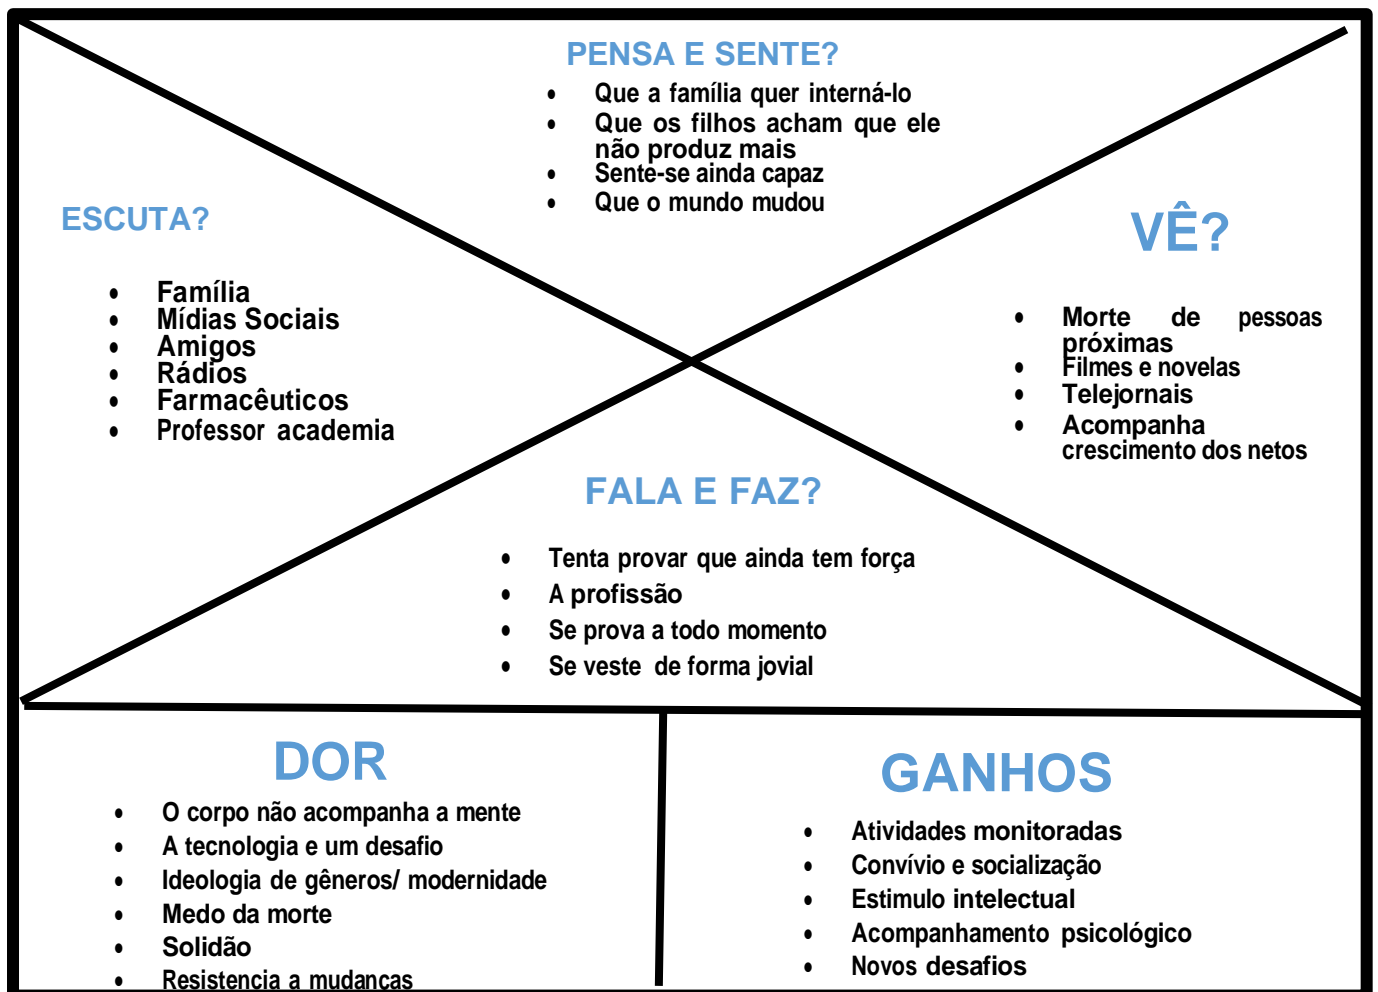 PENSA E SENTE?
• Que a família quer interná-lo
• Que os filhos acham que ele
não produz mais
• Sente-se ainda capaz
• Que o mundo mudou
ESCUTA?
• Família
• Mídias Sociais
• Amigos
• Rádios
• Farmacêuticos
• Professor academia
VÊ?
• Morte de pessoas
próximas
• Filmes e novelas
• Telejornais
• Acompanha
crescimento dos netos
FALA E FAZ?
• Tenta provar que ainda tem força
• A profissão
• Se prova a todo momento
• Se veste de forma jovial
DOR
• O corpo não acompanha a mente
• A tecnologia e um desafio
• Ideologia de gêneros/ modernidade
• Medo da morte
• Solidão
• Resistencia a mudancas
GANHOS
• Atividades monitoradas
• Convívio e socialização
• Estimulo intelectual
• Acompanhamento psicológico
• Novos desafios